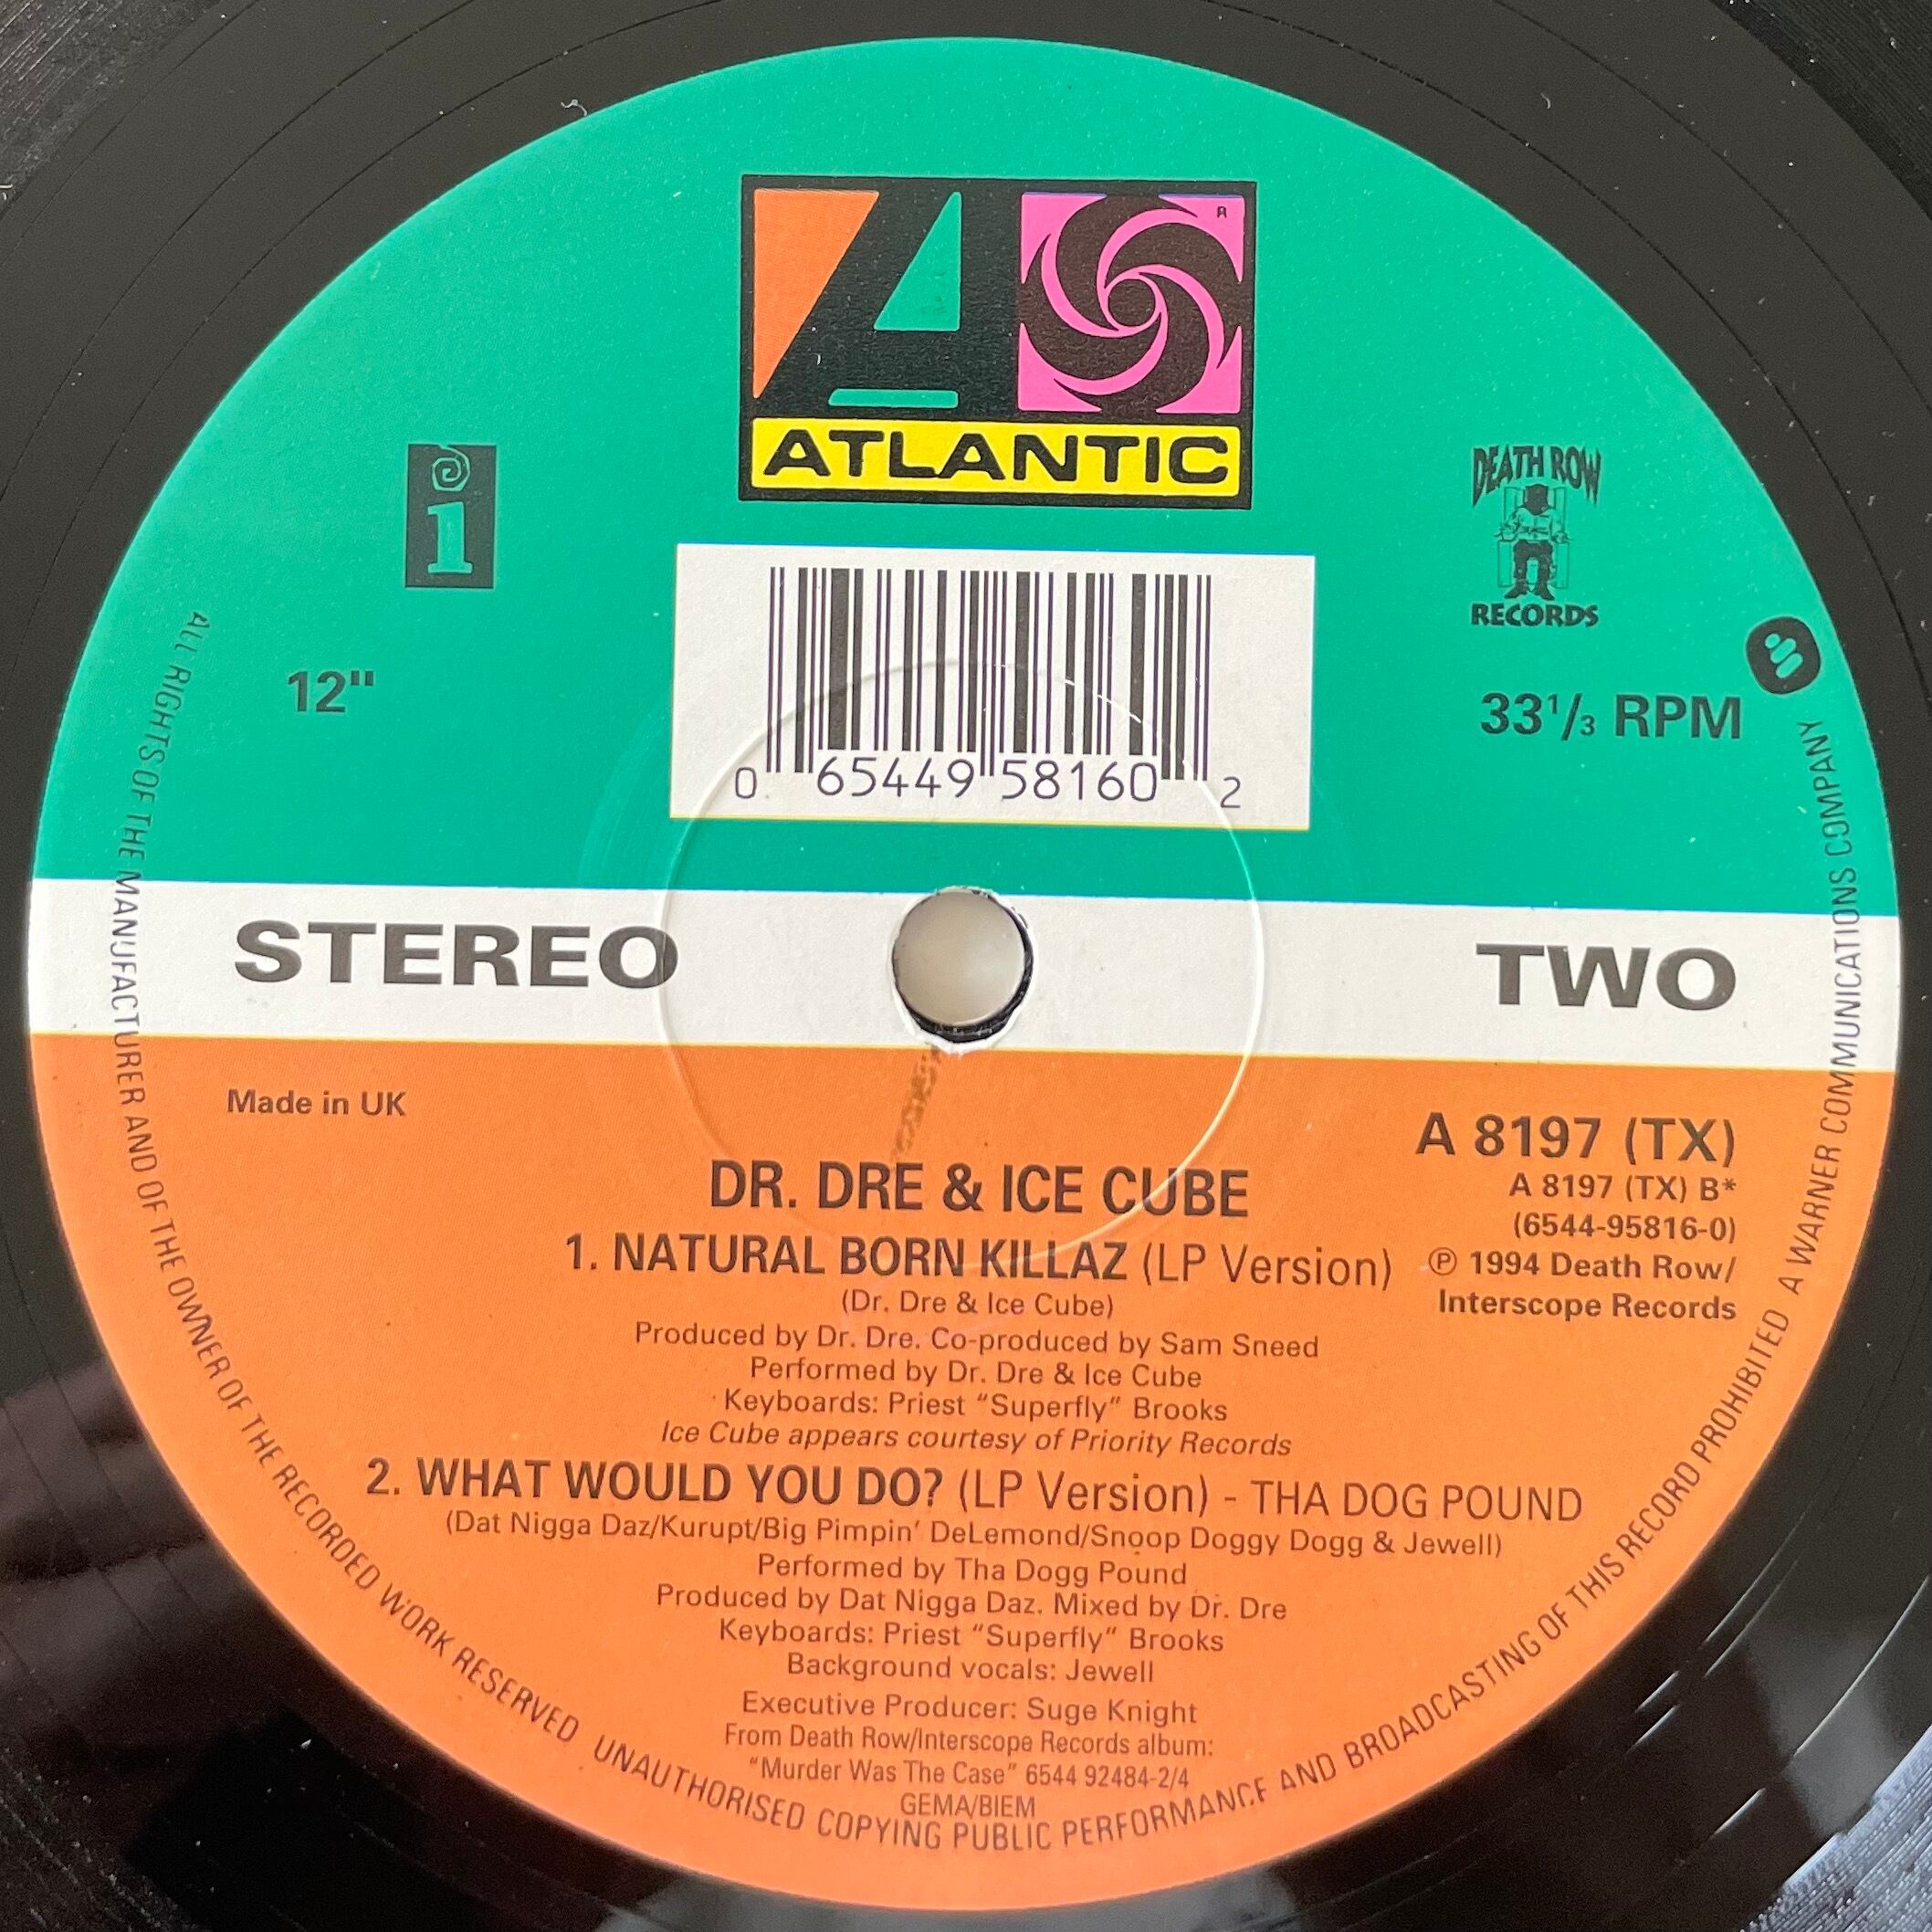 ATLANTIC
i
DEATH ROW
RECORDS
12"
33 1/3 RPM
0 65449 58160 2
STEREO
TWO
Made in UK
A 8197 (TX)
A 8197 (TX) B*
(6544-95816-0)
℗ 1994 Death Row/
Interscope Records
DR. DRE & ICE CUBE
1. NATURAL BORN KILLAZ (LP Version)
(Dr. Dre & Ice Cube)
Produced by Dr. Dre. Co-produced by Sam Sneed
Performed by Dr. Dre & Ice Cube
Keyboards: Priest “Superfly” Brooks
Ice Cube appears courtesy of Priority Records
2. WHAT WOULD YOU DO? (LP Version) - THA DOG POUND
(Dat Nigga Daz/Kurupt/Big Pimpin’ DeLemond/Snoop Doggy Dogg & Jewell)
Performed by Tha Dogg Pound
Produced by Dat Nigga Daz. Mixed by Dr. Dre
Keyboards: Priest “Superfly” Brooks
Background vocals: Jewell
Executive Producer: Suge Knight
From Death Row/Interscope Records album:
“Murder Was The Case” 6544 92484-2/4
GEMA/BIEM
ALL RIGHTS OF THE MANUFACTURER AND OF THE OWNER OF THE RECORDED WORK RESERVED UNAUTHORISED COPYING PUBLIC PERFORMANCE AND BROADCASTING OF THIS RECORD PROHIBITED A WARNER COMMUNICATIONS COMPANY